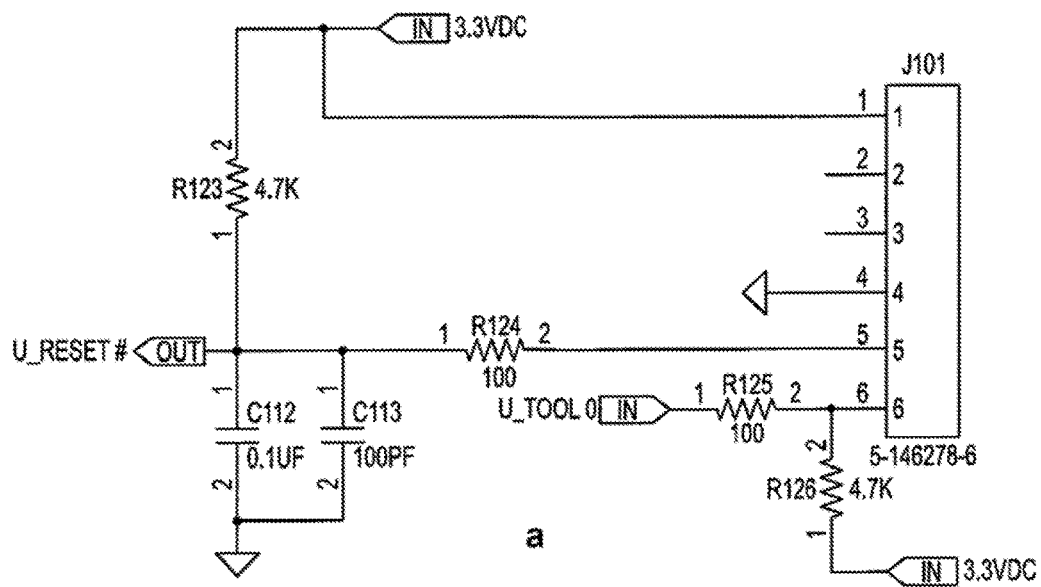 IN 3.3VDC
J101
1 1
2
R123 4.7K
1
2 2
3 3
4 4
U_RESET # OUT
1 R124 2
100
5 5
1 C112
0.1UF
2
1 C113
100PF
2
U_TOOL 0 IN
1 R125 2
100
6 6
5-146278-6
2
R126 4.7K
1
a
IN 3.3VDC